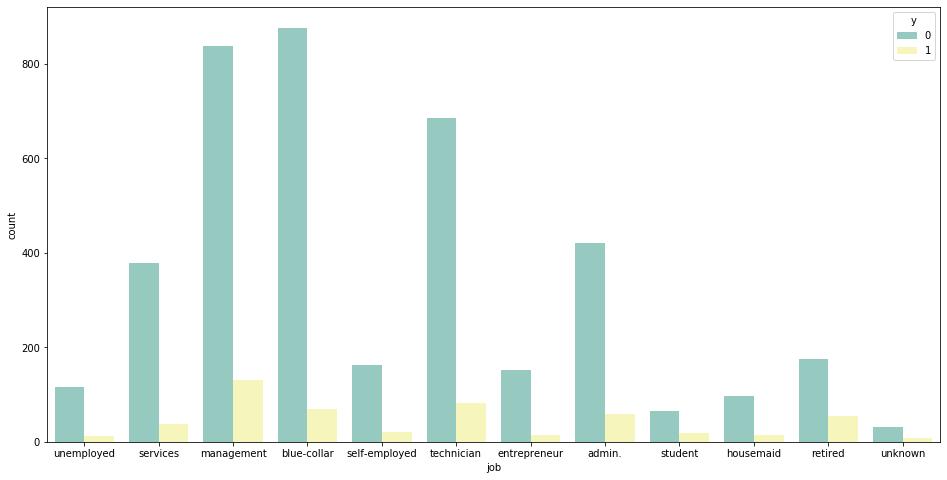 y
0
1
800
600
400
200
0
count
unemployed services management blue-collar self-employed technician entrepreneur admin. student housemaid retired unknown
job